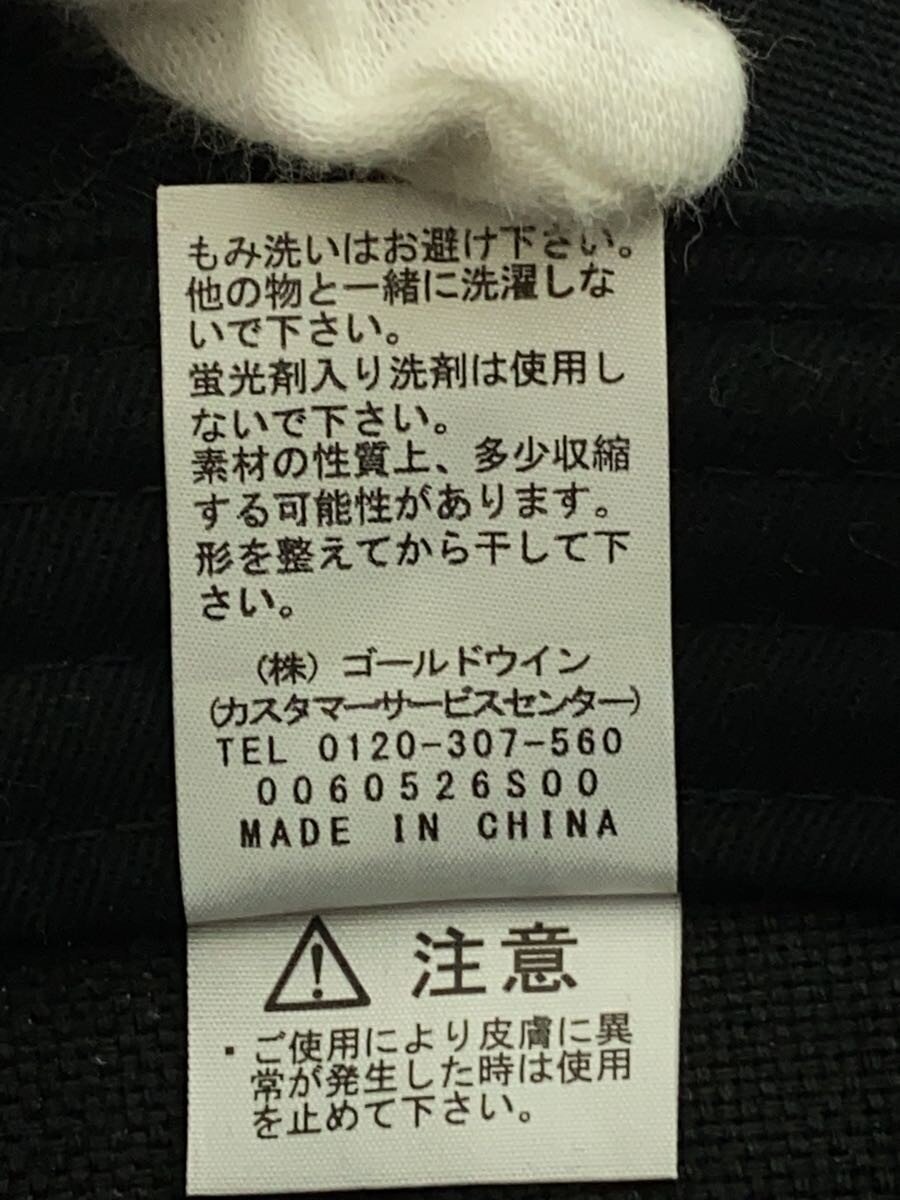 もみ洗いはお避け下さい。
他の物と一緒に洗濯しな
いで下さい。
蛍光剤入り洗剤は使用し
ないで下さい。
素材の性質上、多少収縮
する可能性があります。
形を整えてから干して下
さい。
(株)ゴールドウイン
(カスタマーサービスセンター)
TEL 0120-307-560
0060526S00
MADE IN CHINA
注意
・ご使用により皮膚に異
常が発生した時は使用
を止めて下さい。